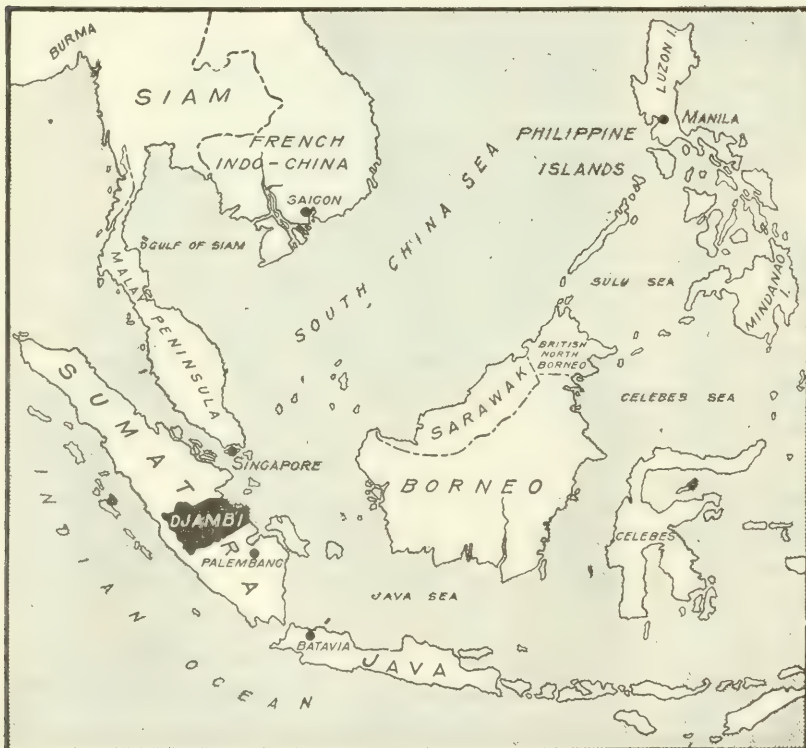 BURMA
SIAM
FRENCH
INDO-CHINA
SAIGON
GULF OF SIAM
MALAY
PENINSULA
SOUTH CHINA SEA
LUZON I.
MANILA
PHILIPPINE
ISLANDS
SULU SEA
MINDANAO I.
BRITISH
NORTH
BORNEO
SARAWAK
CELEBES SEA
BORNEO
SUMATRA
SINGAPORE
DJAMBI
PALEMBANG
CELEBES
JAVA SEA
BATAVIA
JAVA
INDIAN OCEAN